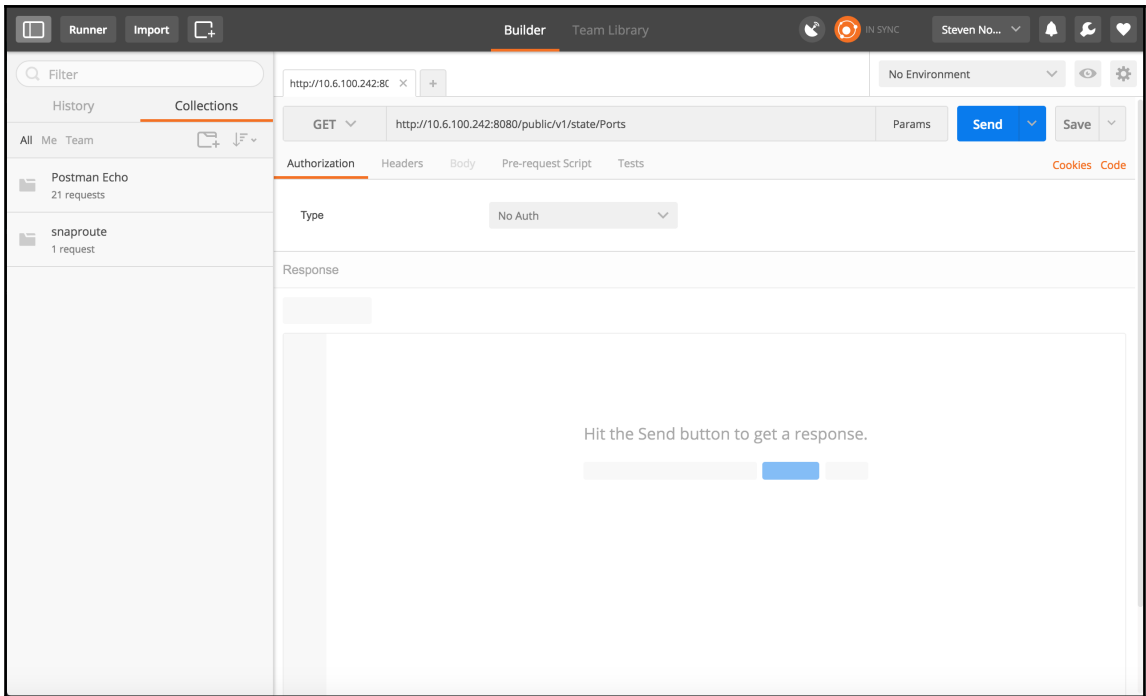 Runner Import Builder Team Library IN SYNC Steven No...
Filter
History Collections
All Me Team
Postman Echo
21 requests
snaproute
1 request
http://10.6.100.242:80 No Environment
GET http://10.6.100.242:8080/public/v1/state/Ports Params Send Save
Authorization Headers Body Pre-request Script Tests Cookies Code
Type No Auth
Response
Hit the Send button to get a response.